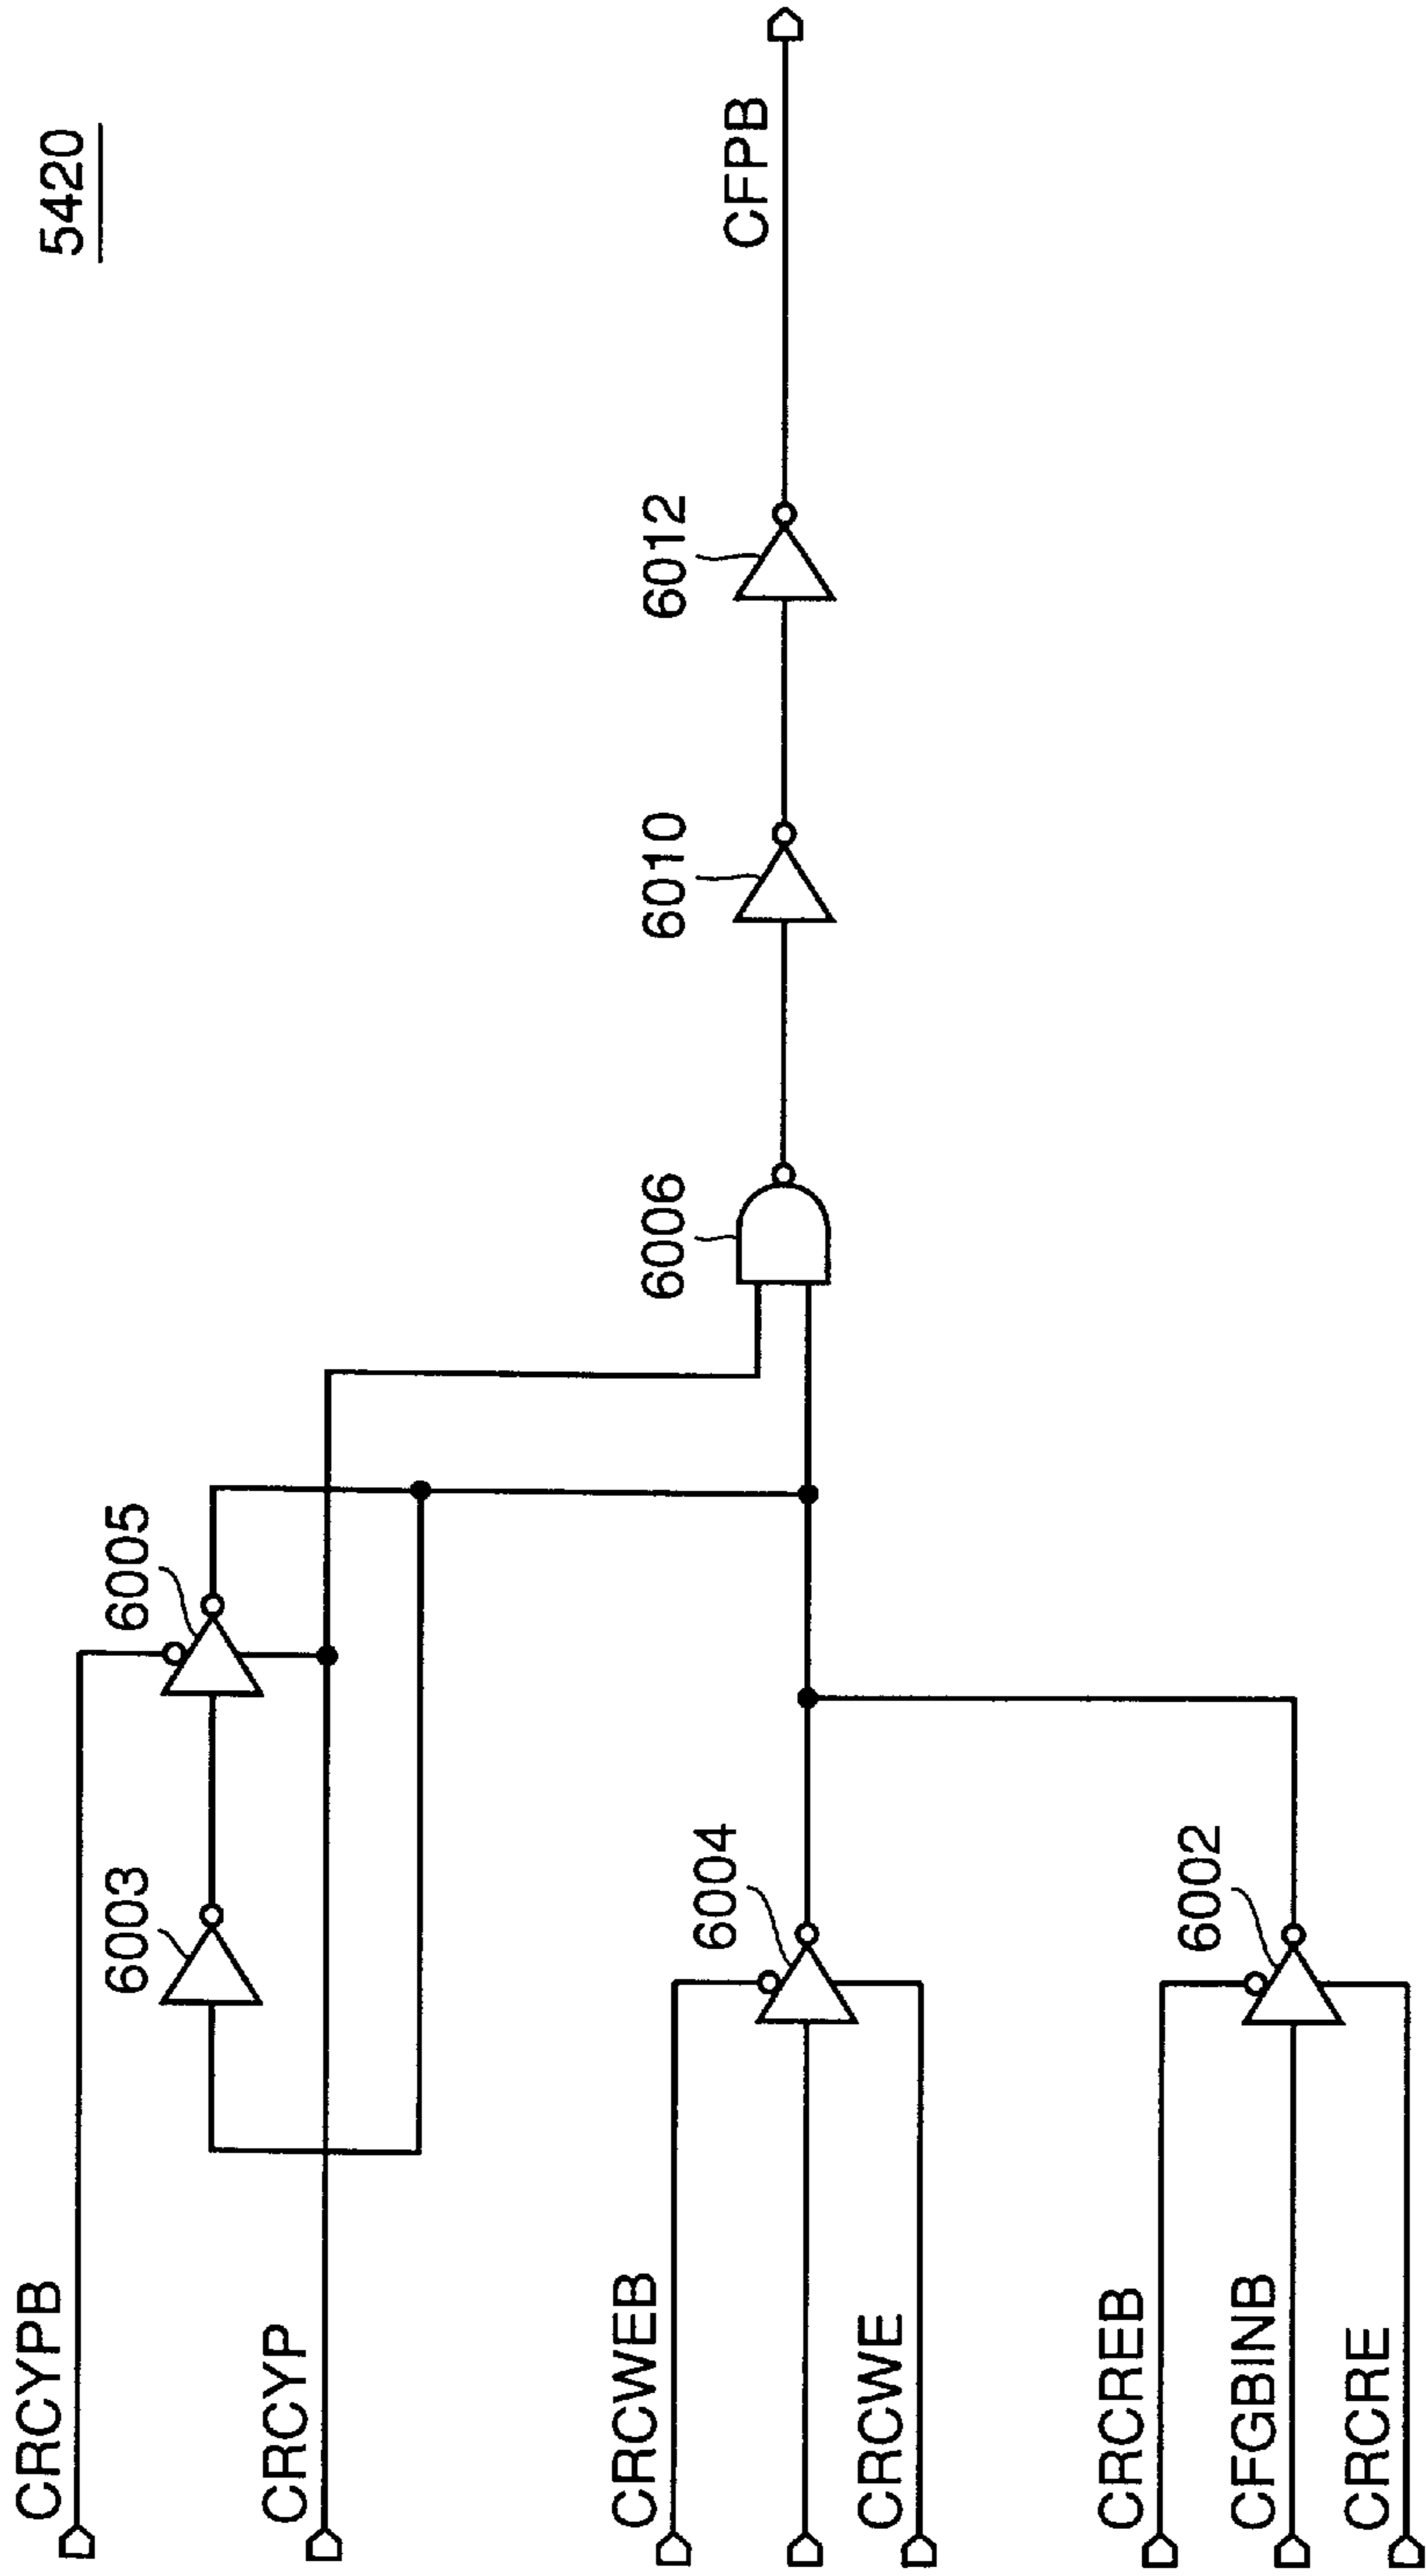 5420
CRCYPB
6003
6005
CRCYP
CRCWEB
6004
CRCWE
6006
6010
6012
CFPB
CRCREB
6002
CFGBINB
CRCRE